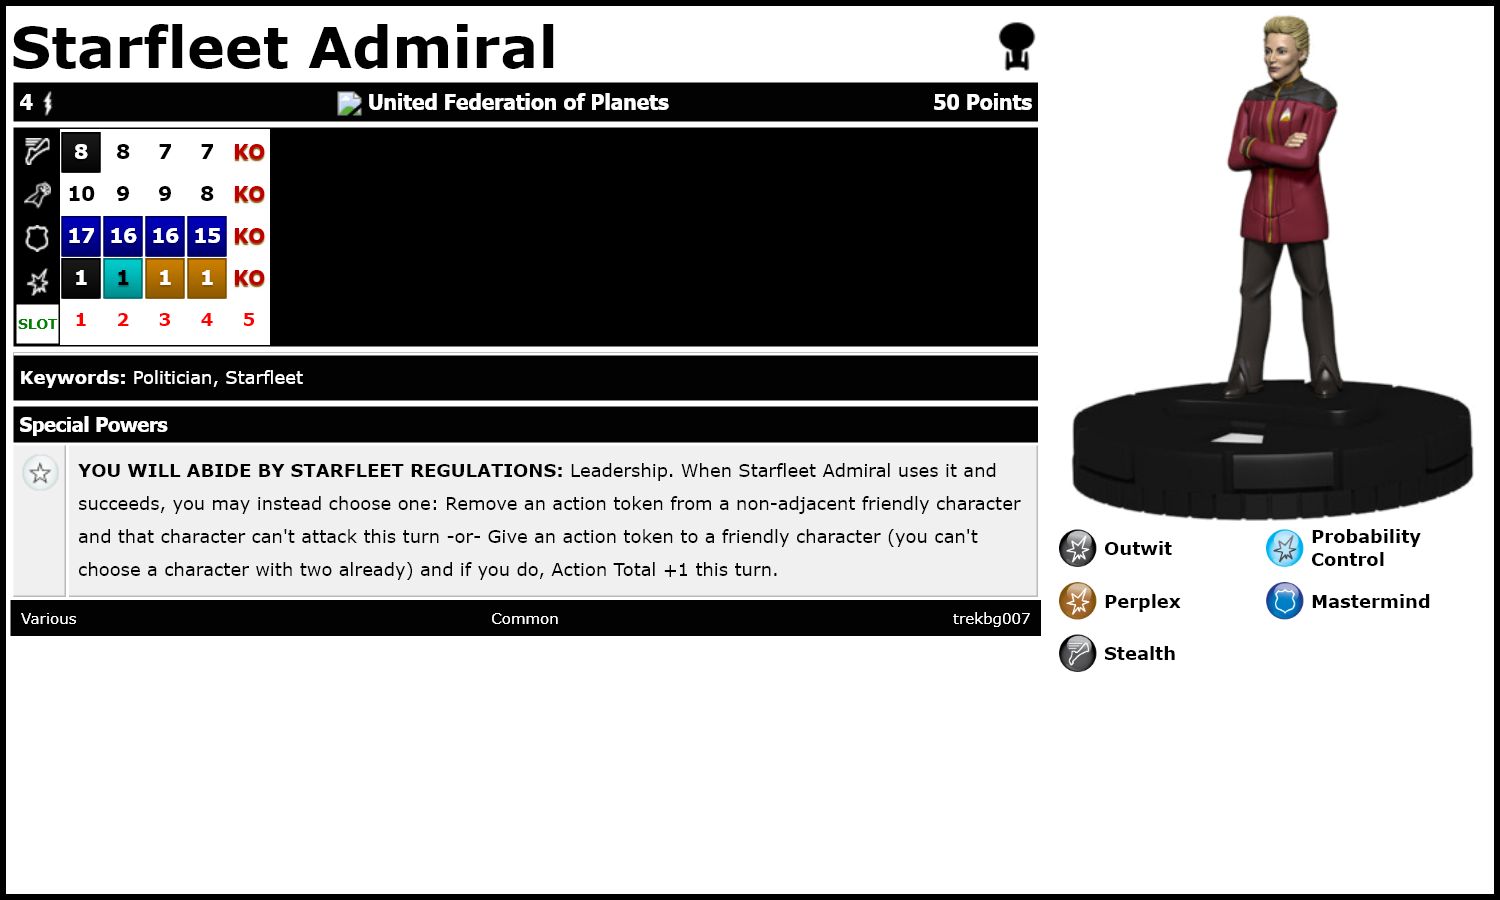 Starfleet Admiral
4 United Federation of Planets 50 Points
8 8 7 7 KO
10 9 9 8 KO
17 16 16 15 KO
1 1 1 1 KO
SLOT 1 2 3 4 5
Keywords: Politician, Starfleet
Special Powers
YOU WILL ABIDE BY STARFLEET REGULATIONS: Leadership. When Starfleet Admiral uses it and
succeeds, you may instead choose one: Remove an action token from a non-adjacent friendly character
and that character can't attack this turn -or- Give an action token to a friendly character (you can't
choose a character with two already) and if you do, Action Total +1 this turn.
Various Common trekbg007
Outwit
Probability
Control
Perplex
Mastermind
Stealth